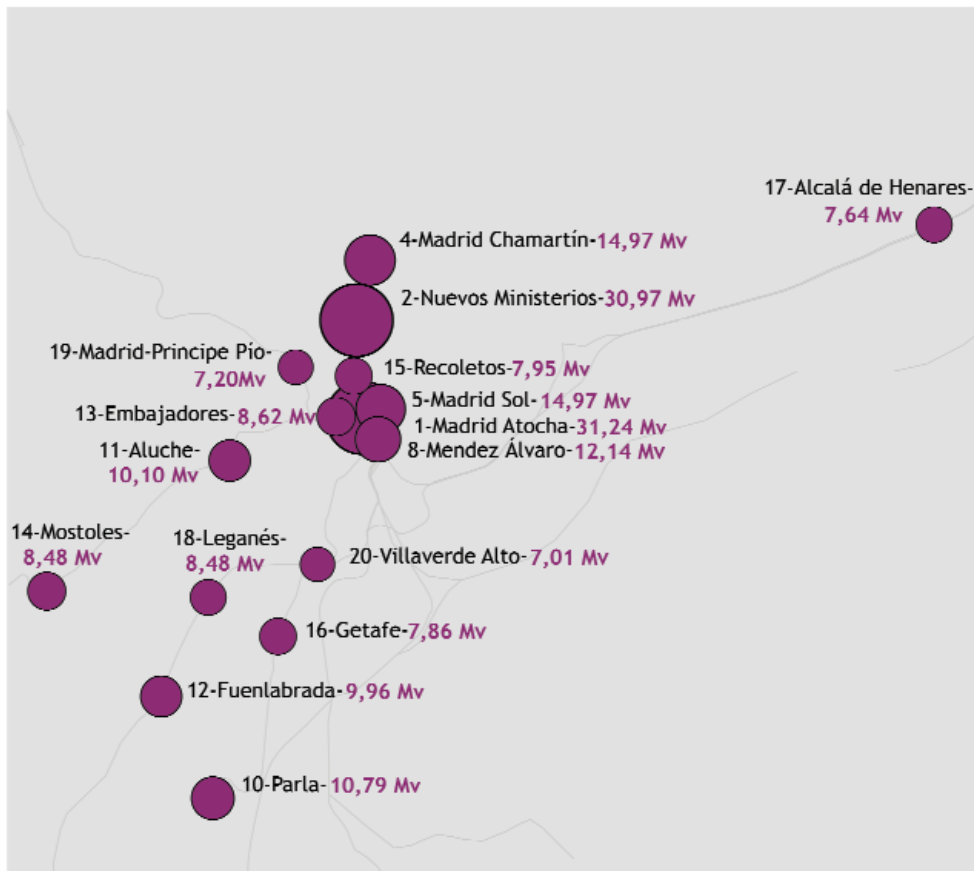 17-Alcalá de Henares-
7,64 Mv
4-Madrid Chamartín-14,97 Mv
2-Nuevos Ministerios-30,97 Mv
19-Madrid-Principe Pío-
7,20Mv
15-Recoletos-7,95 Mv
5-Madrid Sol-14,97 Mv
13-Embajadores-8,62 Mv
1-Madrid Atocha-31,24 Mv
8-Mendez Álvaro-12,14 Mv
11-Aluche-
10,10 Mv
14-Mostoles-
8,48 Mv
18-Leganés-
8,48 Mv
20-Villaverde Alto-7,01 Mv
16-Getafe-7,86 Mv
12-Fuenlabrada-9,96 Mv
10-Parla-10,79 Mv